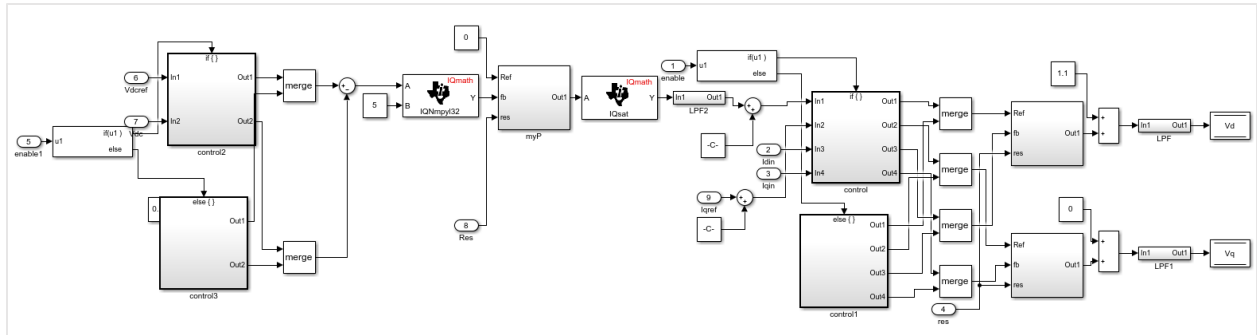 6
Vdcref
7
Vdc
5
enable1
u1
if(u1 )
else
if { }
In1
In2
Out1
Out2
control2
0.
else { }
Out1
Out2
control3
merge
merge
+
-
5
A
B
IQmath
Y
IQNmpyI32
0
Ref
fb
res
Out1
myP
8
Res
A
IQmath
Y
IQsat
In1
Out1
LPF2
1
enable
u1
if(u1 )
else
+
+
-C-
2
Idin
3
Iqin
9
Iqref
+
+
-C-
if { }
In1
In2
In3
In4
Out1
Out2
Out3
Out4
control
else { }
Out1
Out2
Out3
Out4
control1
merge
merge
merge
merge
4
res
Ref
fb
res
Out1
1.1
+
+
In1
Out1
LPF
Vd
Ref
fb
res
Out1
0
+
+
In1
Out1
LPF1
Vq